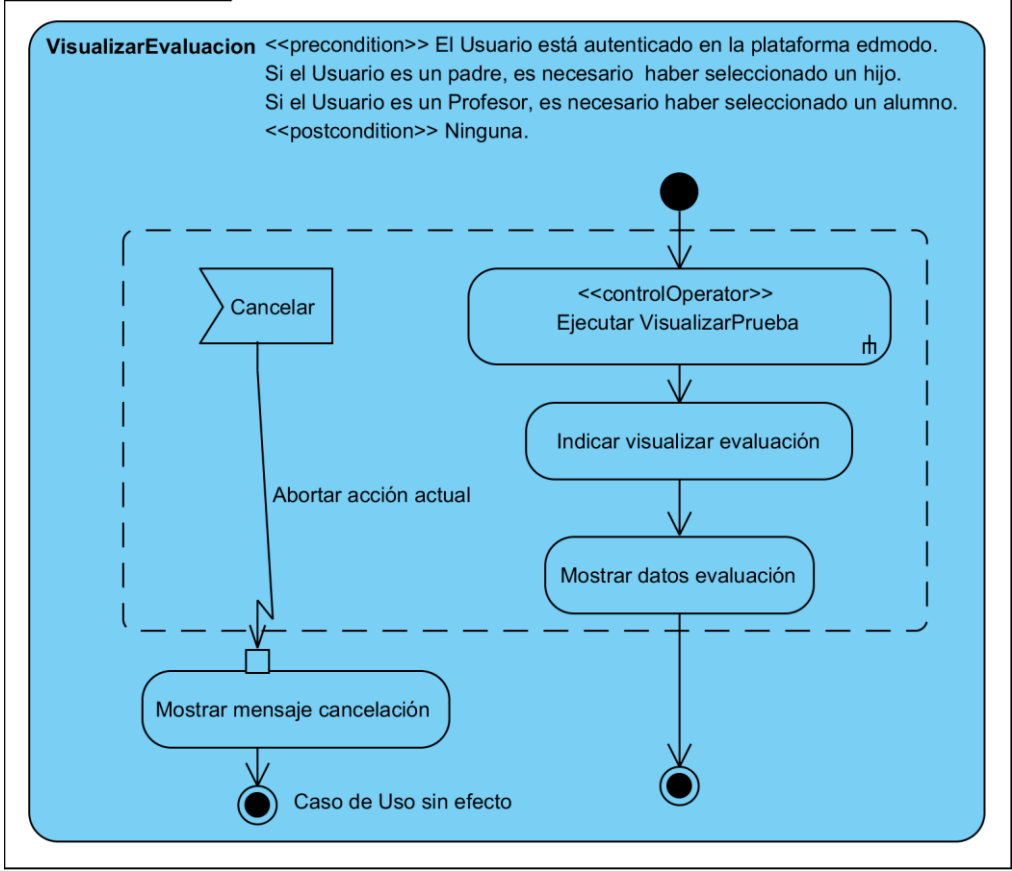 VisualizarEvaluacion <<precondition>> El Usuario está autenticado en la plataforma edmodo.
Si el Usuario es un padre, es necesario haber seleccionado un hijo.
Si el Usuario es un Profesor, es necesario haber seleccionado un alumno.
<<postcondition>> Ninguna.
Cancelar
<<controlOperator>>
Ejecutar VisualizarPrueba
Indicar visualizar evaluación
Abortar acción actual
Mostrar datos evaluación
Mostrar mensaje cancelación
Caso de Uso sin efecto